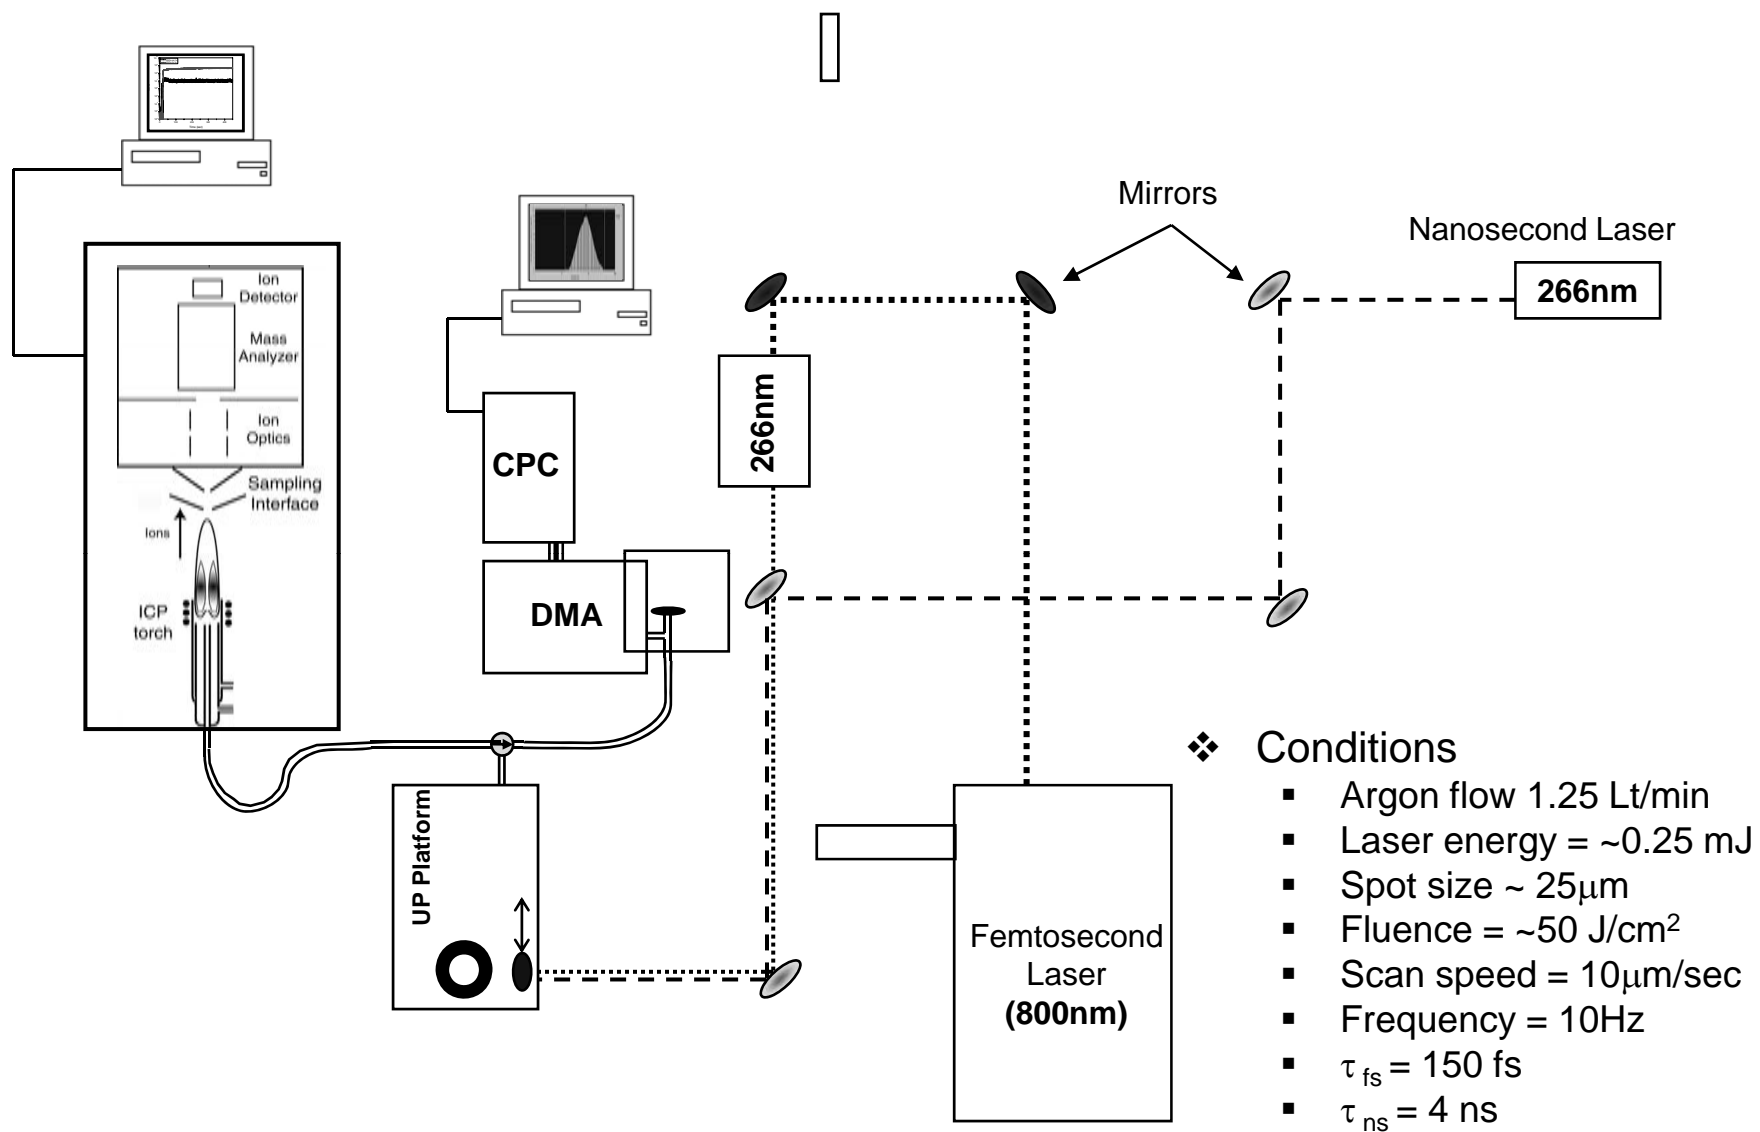 Mirrors
Nanosecond Laser
266nm
Ion
Detector
Mass
Analyzer
Ion
Optics
Sampling
Interface
Ions
ICP
torch
CPC
DMA
266nm
UP Platform
Femtosecond
Laser
(800nm)
❖ Conditions
▪ Argon flow 1.25 Lt/min
▪ Laser energy = ~0.25 mJ
▪ Spot size ~ 25μm
▪ Fluence = ~50 J/cm²
▪ Scan speed = 10μm/sec
▪ Frequency = 10Hz
▪ τ fs = 150 fs
▪ τ ns = 4 ns